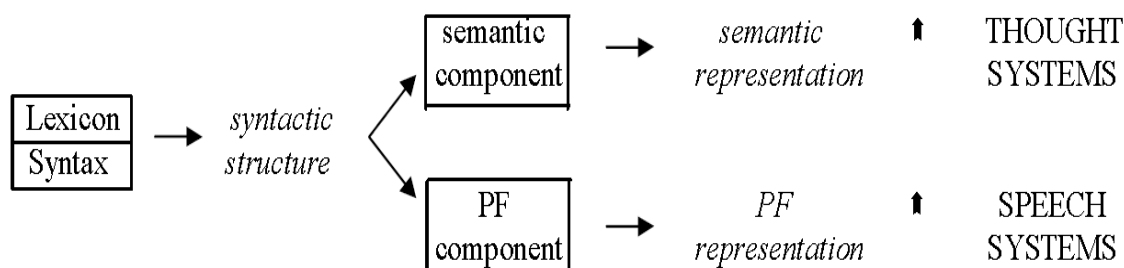 Lexicon
Syntax
syntactic
structure
semantic
component
semantic
representation
THOUGHT
SYSTEMS
PF
component
PF
representation
SPEECH
SYSTEMS